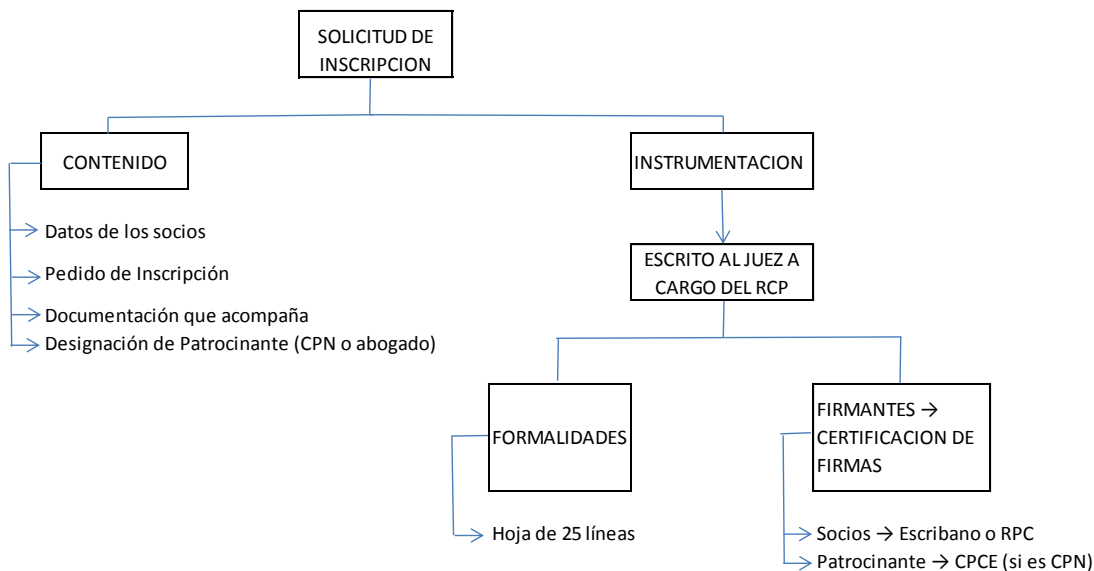 SOLICITUD DE
INSCRIPCION
CONTENIDO
Datos de los socios
Pedido de Inscripción
Documentación que acompaña
Designación de Patrocinante (CPN o abogado)
INSTRUMENTACION
ESCRITO AL JUEZ A
CARGO DEL RCP
FORMALIDADES
Hoja de 25 líneas
FIRMANTES →
CERTIFICACION DE
FIRMAS
Socios → Escribano o RPC
Patrocinante → CPCE (si es CPN)